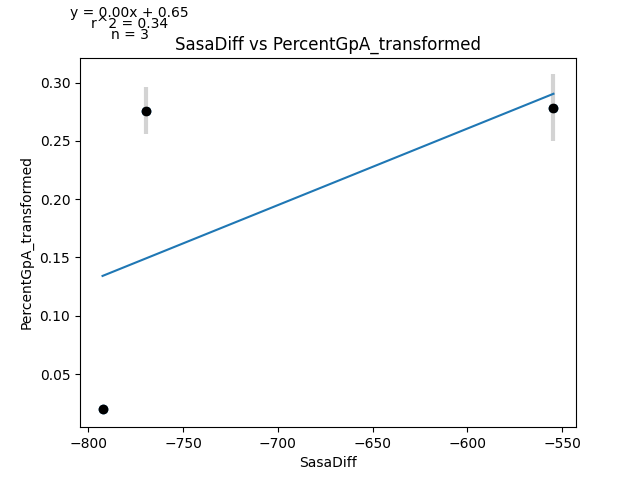 y = 0.00x + 0.65
r^2 = 0.34
n = 3
SasaDiff vs PercentGpA_transformed
0.30
0.25
0.20
0.15
0.10
0.05
PercentGpA_transformed
−800
−750
−700
−650
−600
−550
SasaDiff